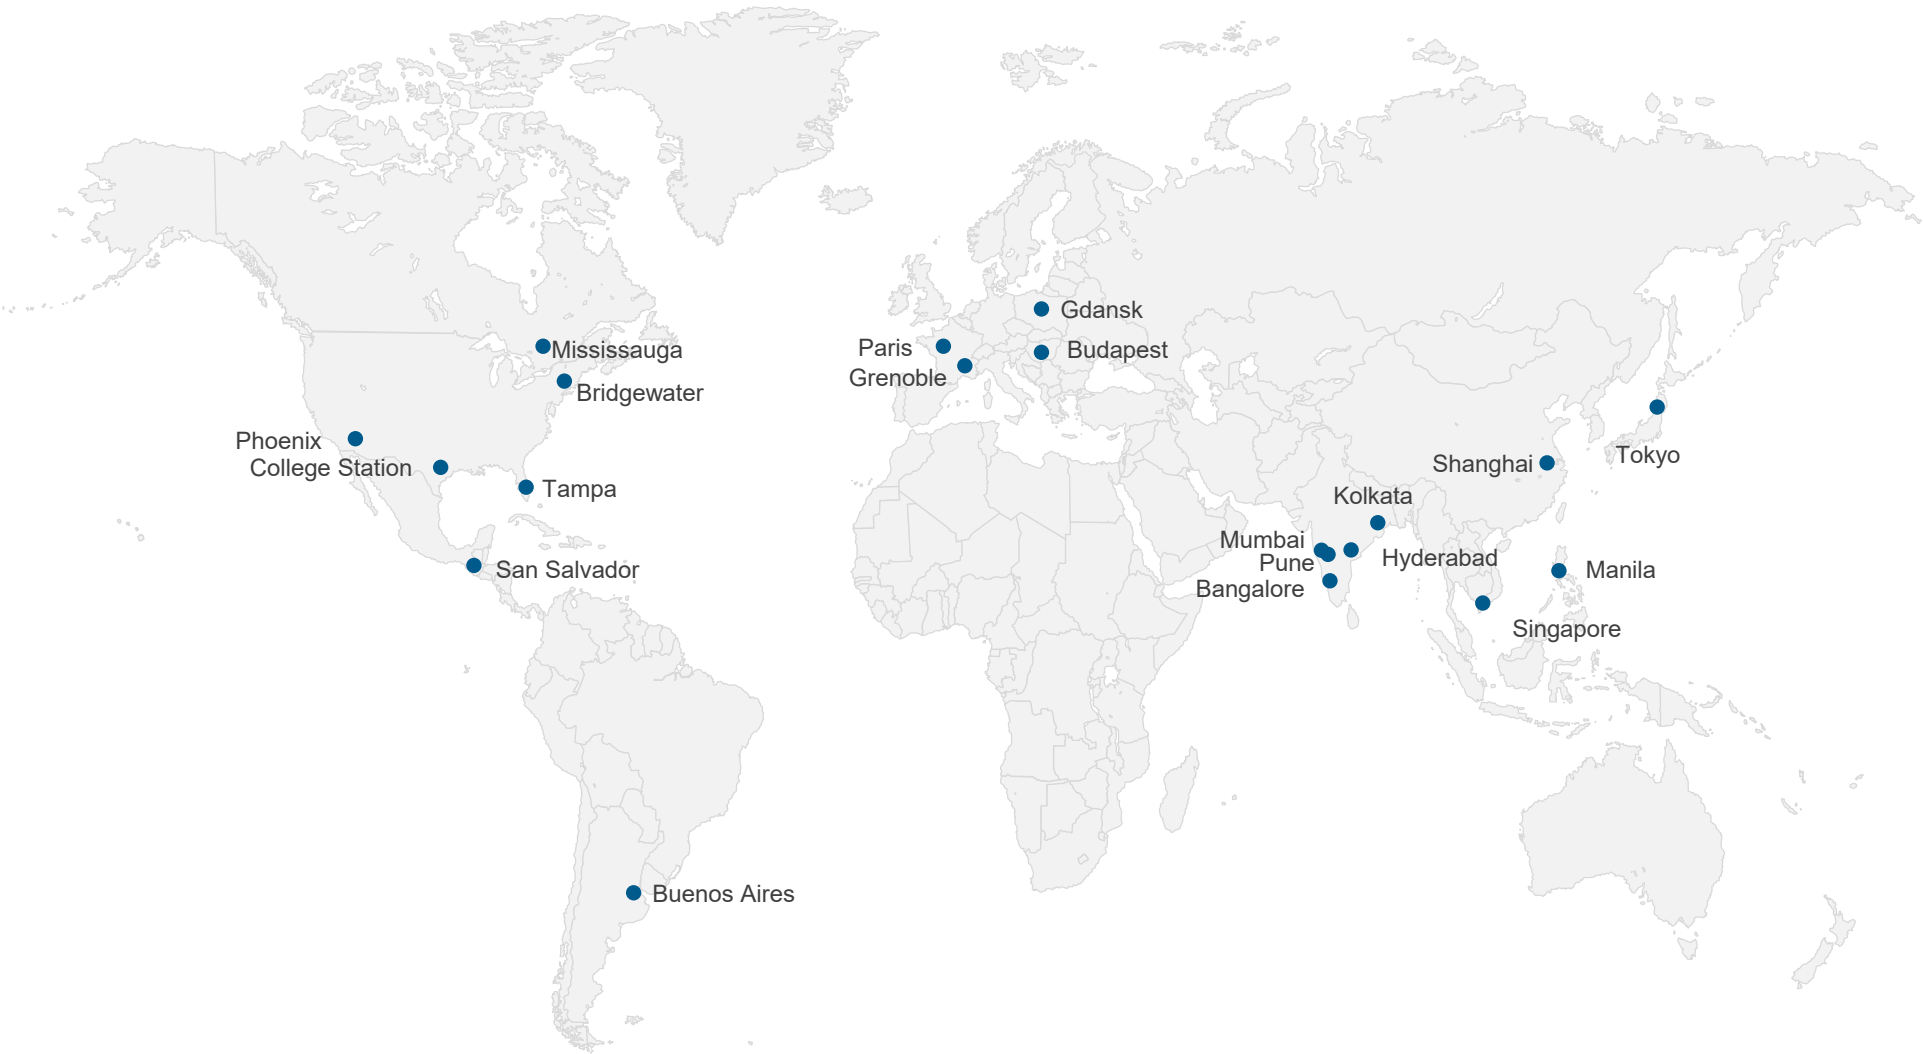 Gdansk
Paris
Budapest
Mississauga
Grenoble
Bridgewater
Phoenix
College Station
Tokyo
Shanghai
Tampa
Kolkata
Mumbai
Hyderabad
Pune
San Salvador
Manila
Bangalore
Singapore
Buenos Aires